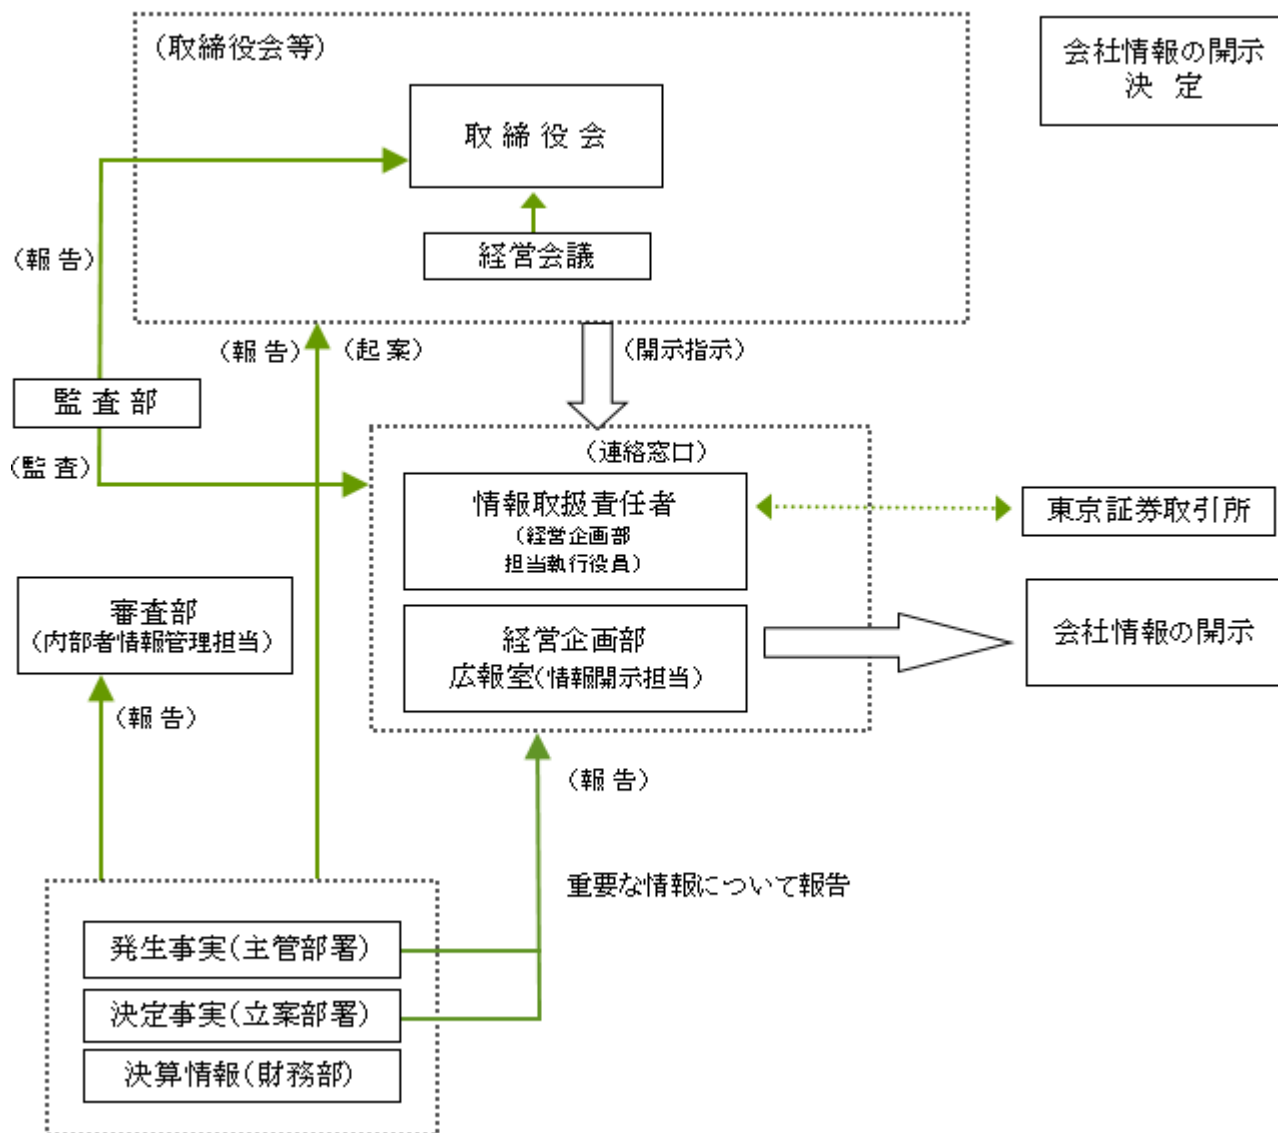 （取締役会等）
会社情報の開示
決 定
取 締 役 会
経営会議
（報 告）
（報 告）
（起 案）
（開示指示）
監 査 部
（監 査）
（連絡窓口）
情報取扱責任者
（経営企画部
担当執行役員）
東京証券取引所
審査部
（内部者情報管理担当）
経営企画部
広報室（情報開示担当）
会社情報の開示
（報 告）
（報 告）
重要な情報について報告
発生事実（主管部署）
決定事実（立案部署）
決算情報（財務部）